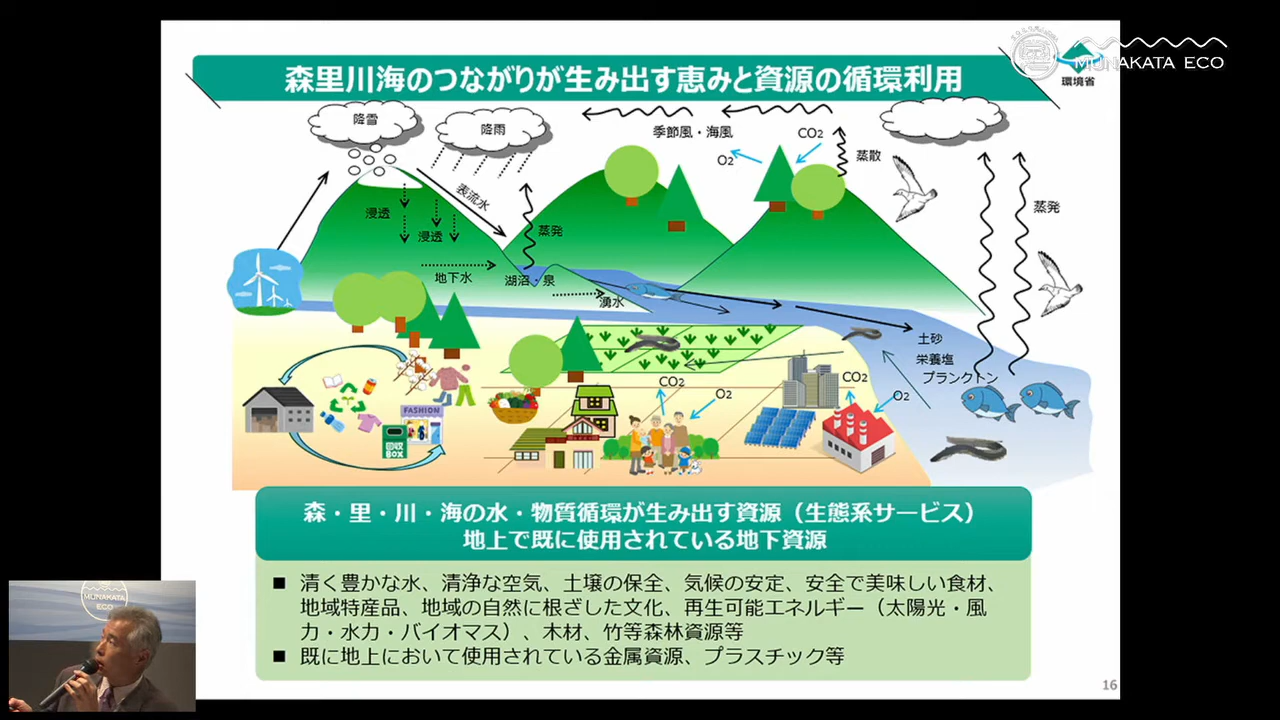 森里川海のつながりが生み出す恵みと資源の循環利用
MUNAKATA ECO
環境省
降雪
降雨
季節風・海風
CO2
O2
蒸散
表流水
浸透
浸透
蒸発
蒸発
地下水
湖沼・泉
湧水
土砂
栄養塩
プランクトン
CO2
O2
CO2
O2
FASHION
回収
BOX
森・里・川・海の水・物質循環が生み出す資源（生態系サービス）
地上で既に使用されている地下資源
■ 清く豊かな水、清浄な空気、土壌の保全、気候の安定、安全で美味しい食材、
地域特産品、地域の自然に根ざした文化、再生可能エネルギー（太陽光・風
力・水力・バイオマス）、木材、竹等森林資源等
■ 既に地上において使用されている金属資源、プラスチック等
16
MUNAKATA
ECO